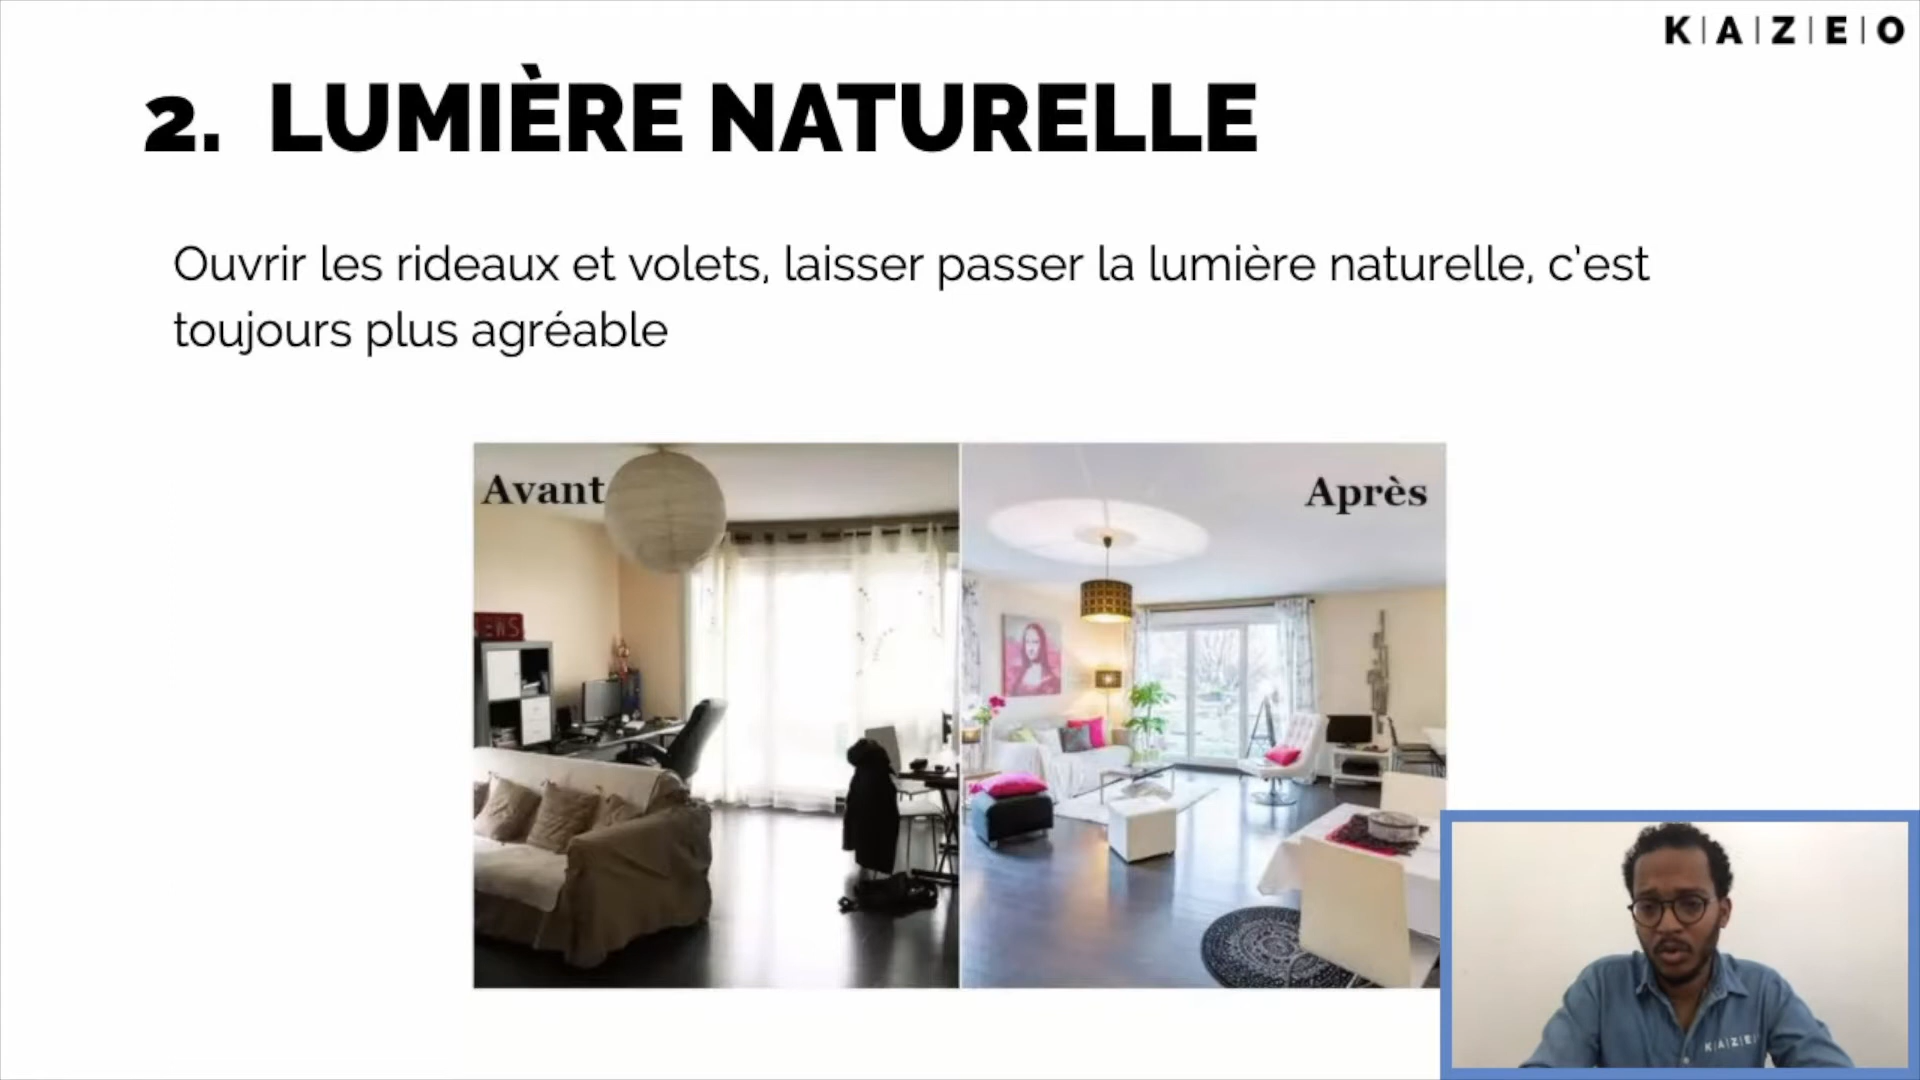 K|A|Z|E|O
2. LUMIÈRE NATURELLE
Ouvrir les rideaux et volets, laisser passer la lumière naturelle, c'est
toujours plus agréable
Avant
Après
K|A|Z|E|